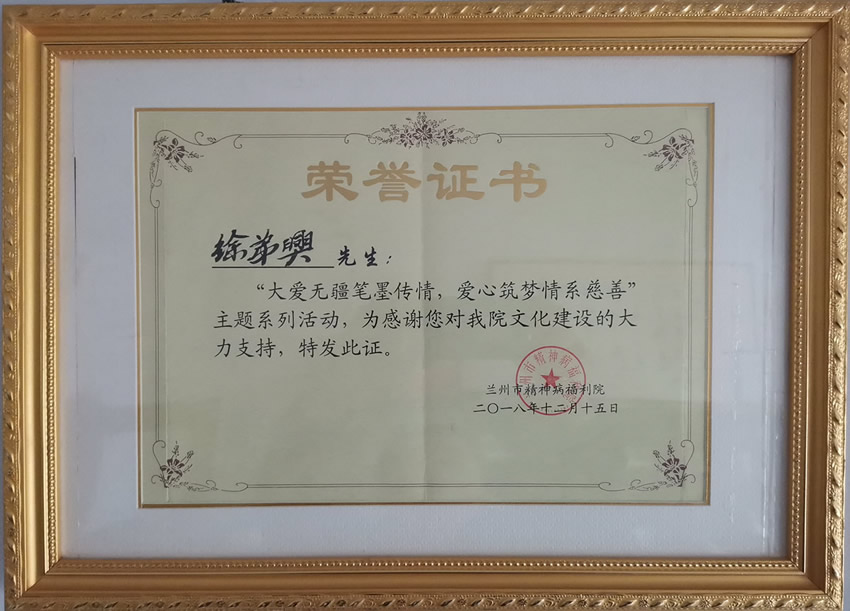 荣誉证书
徐弟興 先生：
“大爱无疆笔墨传情，爱心筑梦情系慈善”
主题系列活动，为感谢您对我院文化建设的大
力支持，特发此证。
兰州市精神病福利院
二〇一八年十二月十五日